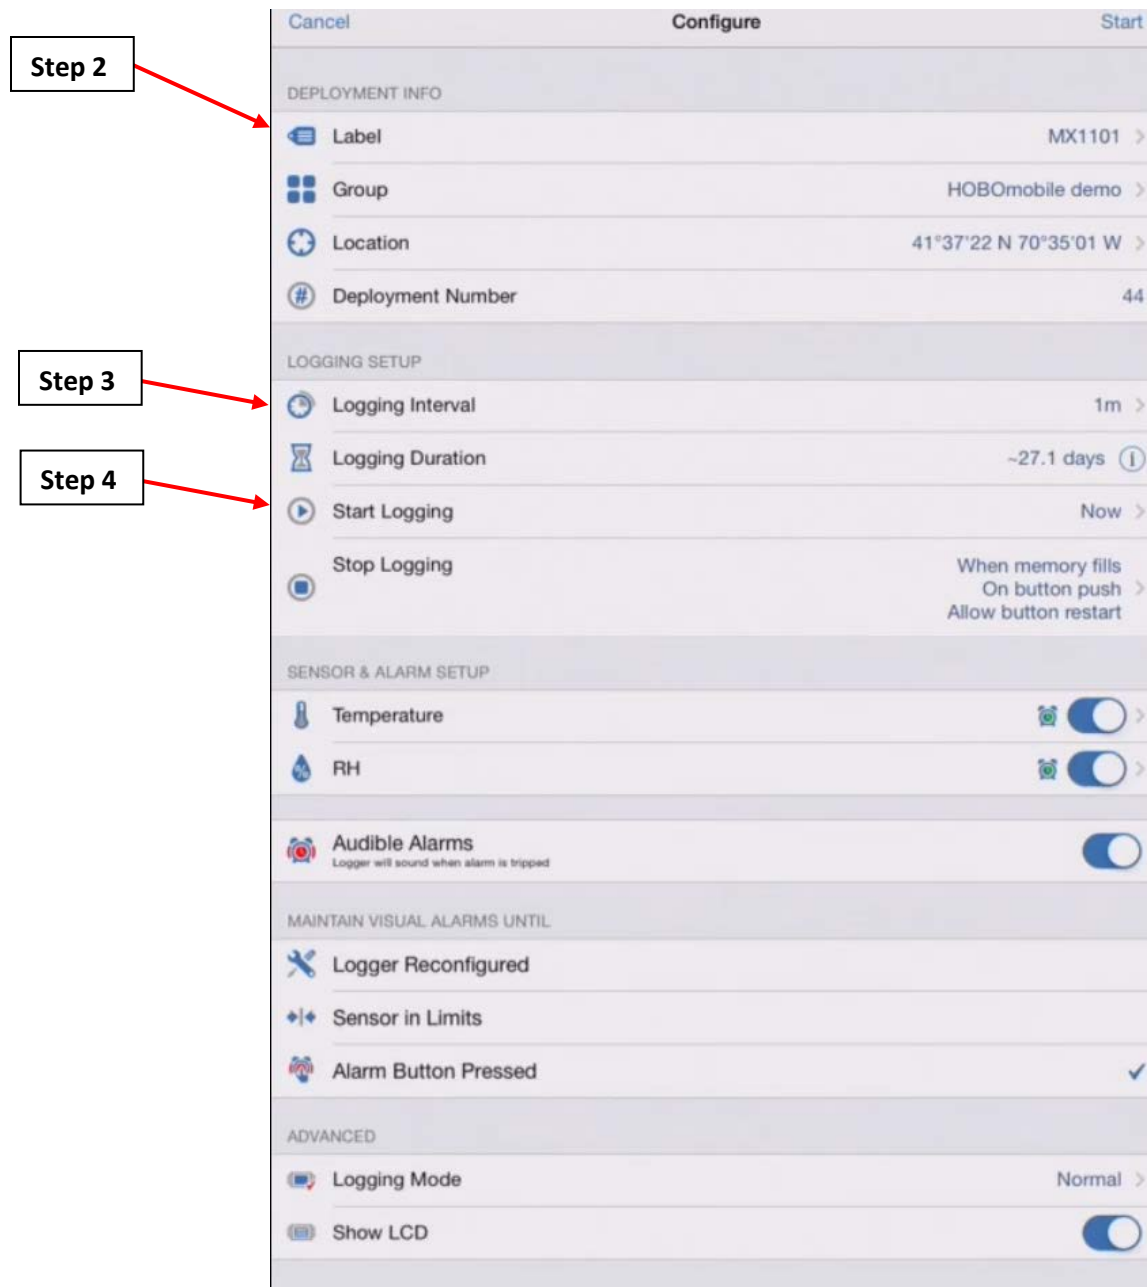 Cancel Configure Start
Step 2
DEPLOYMENT INFO
Label MX1101
Group HOBOmobile demo
Location 41°37'22 N 70°35'01 W
# Deployment Number 44
LOGGING SETUP
Step 3
Logging Interval 1m
Logging Duration ~27.1 days i
Step 4
Start Logging Now
Stop Logging When memory fills
On button push
Allow button restart
SENSOR & ALARM SETUP
Temperature
% RH
Audible Alarms
Logger will sound when alarm is tripped
MAINTAIN VISUAL ALARMS UNTIL
Logger Reconfigured
Sensor in Limits
Alarm Button Pressed
ADVANCED
Logging Mode Normal
Show LCD